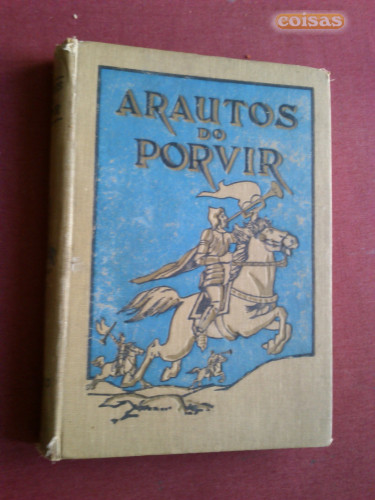 coisas
ARAUTOS
DO
PORVIR